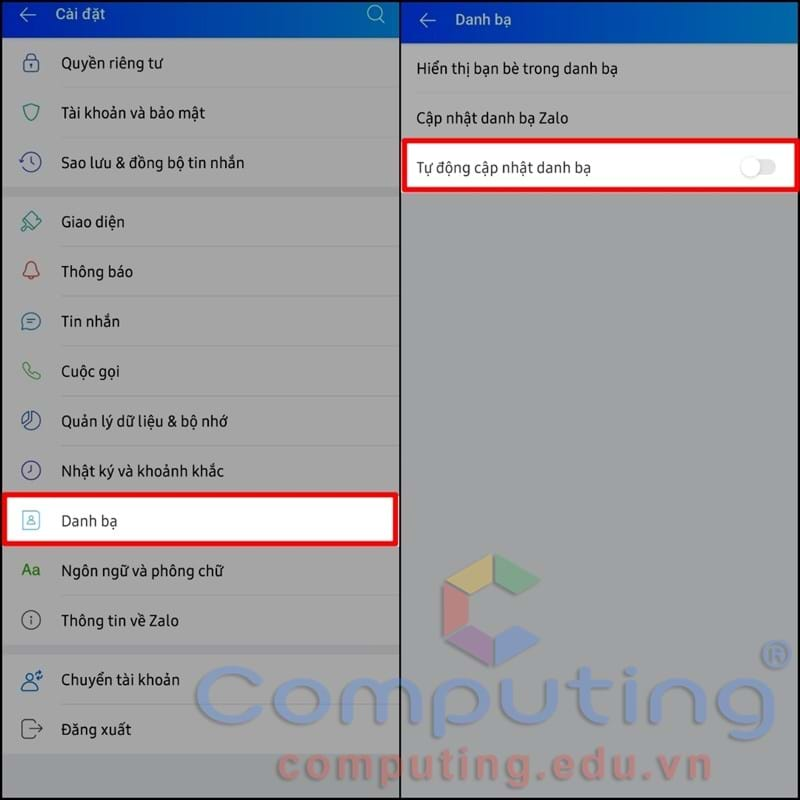 Cài đặt
Quyền riêng tư
Tài khoản và bảo mật
Sao lưu & đồng bộ tin nhắn
Giao diện
Thông báo
Tin nhắn
Cuộc gọi
Quản lý dữ liệu & bộ nhớ
Nhật ký và khoảnh khắc
Danh bạ
Aa Ngôn ngữ và phông chữ
Thông tin về Zalo
Chuyển tài khoản
Đăng xuất
Danh bạ
Hiển thị bạn bè trong danh bạ
Cập nhật danh bạ Zalo
Tự động cập nhật danh bạ
Computing®
computing.edu.vn